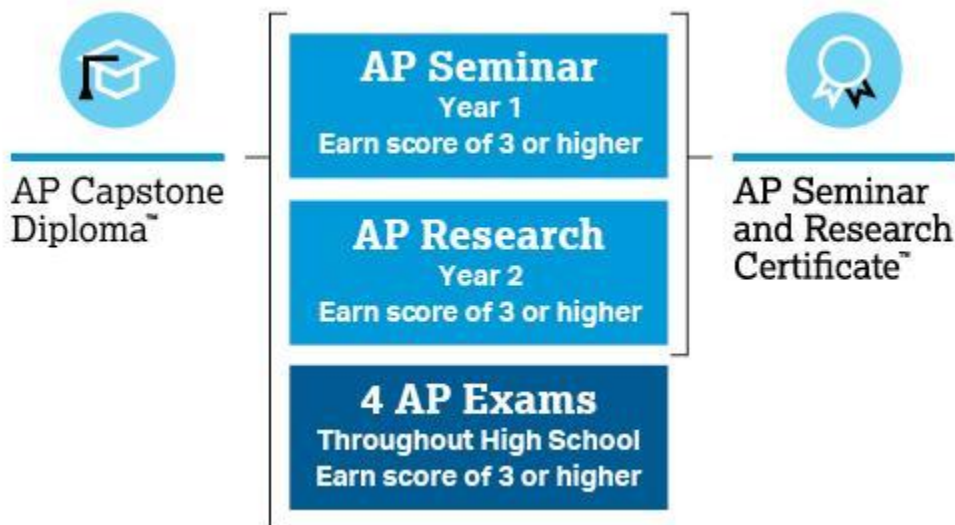 AP Capstone
Diploma™
AP Seminar
Year 1
Earn score of 3 or higher
AP Research
Year 2
Earn score of 3 or higher
4 AP Exams
Throughout High School
Earn score of 3 or higher
AP Seminar
and Research
Certificate™